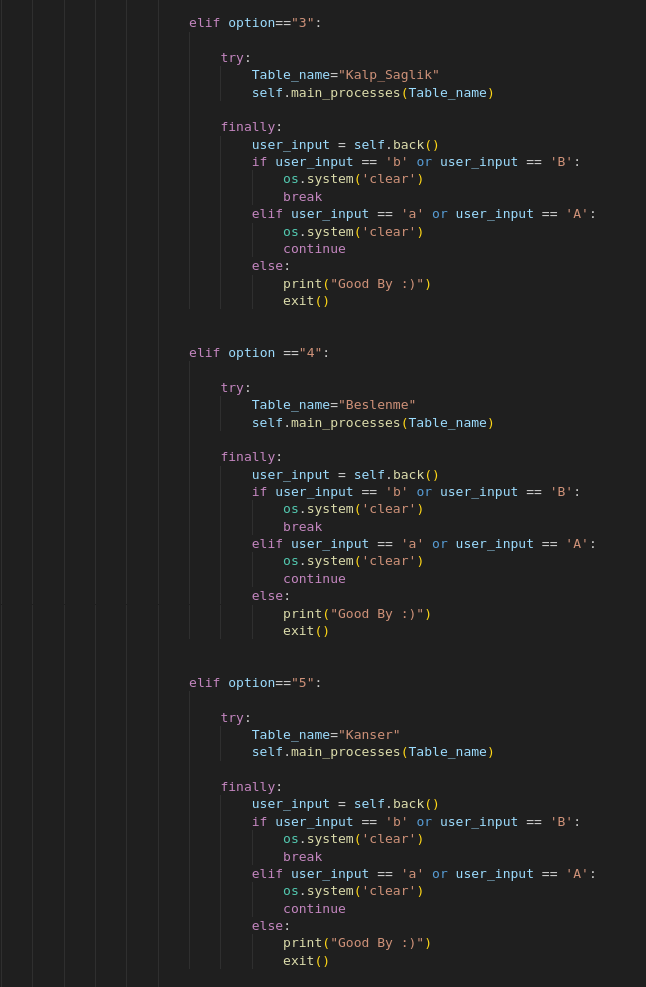 elif option=="3":
try:
Table_name="Kalp_Saglik"
self.main_processes(Table_name)
finally:
user_input = self.back()
if user_input == 'b' or user_input == 'B':
os.system('clear')
break
elif user_input == 'a' or user_input == 'A':
os.system('clear')
continue
else:
print("Good By :)")
exit()
elif option =="4":
try:
Table_name="Beslenme"
self.main_processes(Table_name)
finally:
user_input = self.back()
if user_input == 'b' or user_input == 'B':
os.system('clear')
break
elif user_input == 'a' or user_input == 'A':
os.system('clear')
continue
else:
print("Good By :)")
exit()
elif option=="5":
try:
Table_name="Kanser"
self.main_processes(Table_name)
finally:
user_input = self.back()
if user_input == 'b' or user_input == 'B':
os.system('clear')
break
elif user_input == 'a' or user_input == 'A':
os.system('clear')
continue
else:
print("Good By :)")
exit()